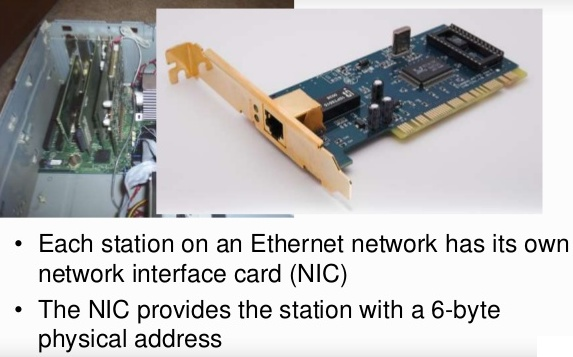 • Each station on an Ethernet network has its own
network interface card (NIC)
• The NIC provides the station with a 6-byte
physical address